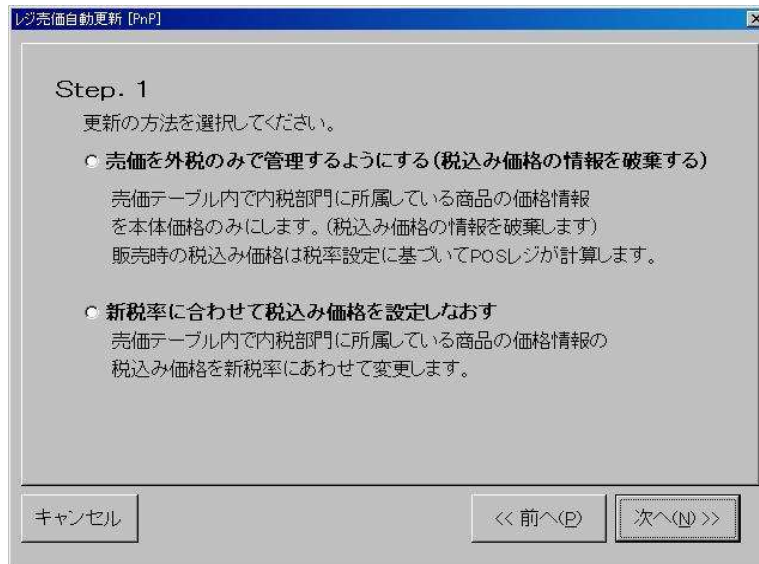 レジ売価自動更新 [PnP]
Step. 1
更新の方法を選択してください。
売価を外税のみで管理するようにする(税込み価格の情報を破棄する)
売価テーブル内で内税部門に所属している商品の価格情報
を本体価格のみにします。(税込み価格の情報を破棄します)
販売時の税込み価格は税率設定に基づいてPOSレジが計算します。
新税率に合わせて税込み価格を設定しなおす
売価テーブル内で内税部門に所属している商品の価格情報の
税込み価格を新税率にあわせて変更します。
キャンセル
<< 前へ(P)
次へ(N) >>